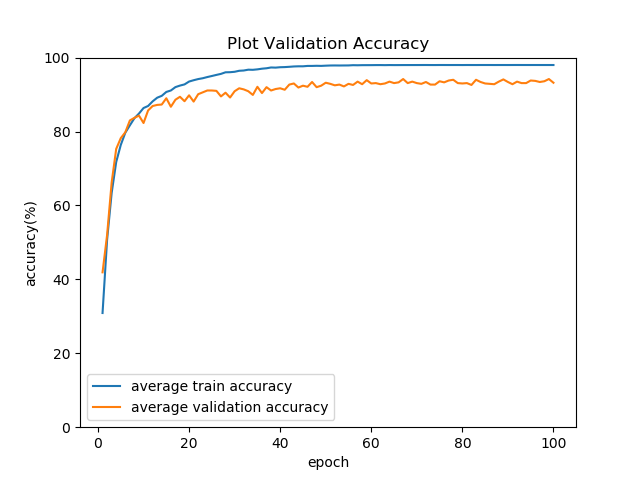 Plot Validation Accuracy
100
80
60
40
20
0
accuracy(%)
average train accuracy
average validation accuracy
0 20 40 60 80 100
epoch